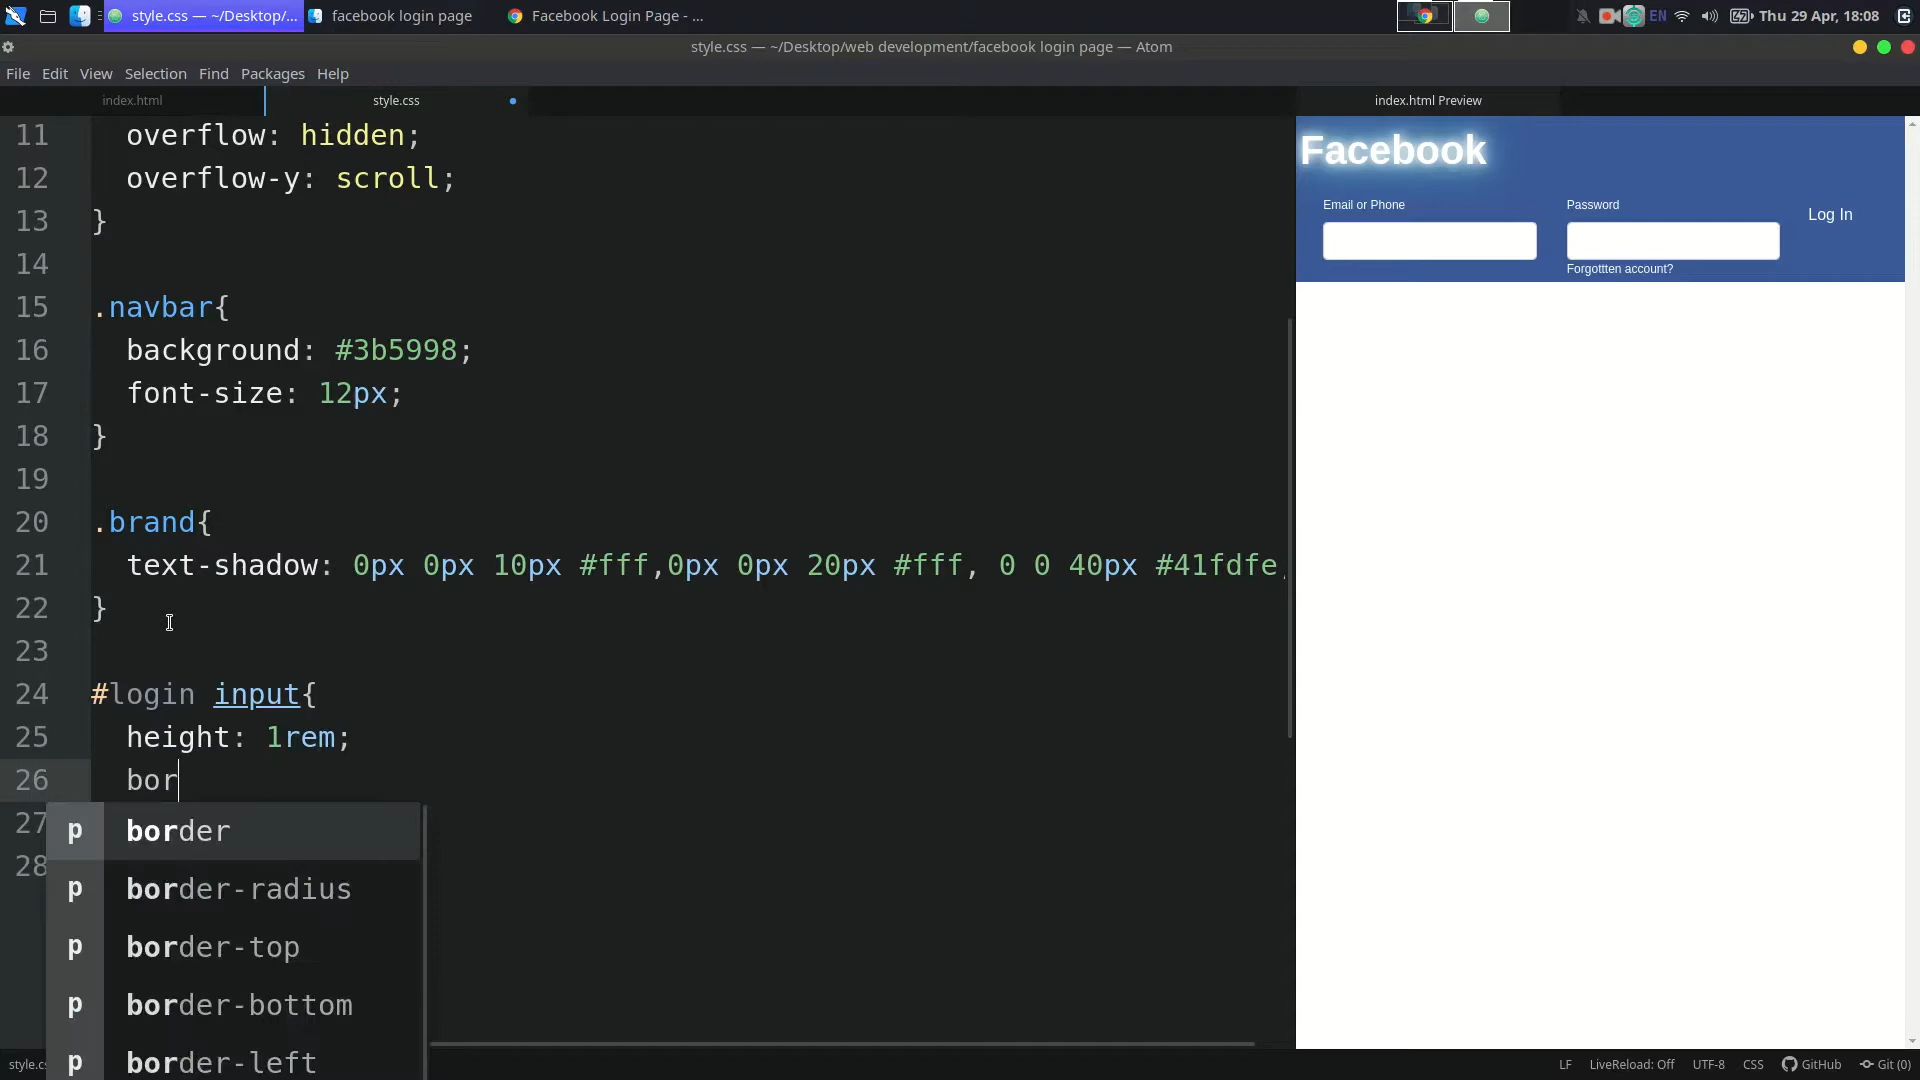 style.css — ~/Desktop/...
facebook login page
Facebook Login Page - ...
EN
Thu 29 Apr, 18:08
style.css — ~/Desktop/web development/facebook login page — Atom
File Edit View Selection Find Packages Help
index.html
style.css
index.html Preview
11 overflow: hidden;
12 overflow-y: scroll;
13 }
14
15 .navbar{
16 background: #3b5998;
17 font-size: 12px;
18 }
19
20 .brand{
21 text-shadow: 0px 0px 10px #fff,0px 0px 20px #fff, 0 0 40px #41fdfe,
22 }
23
24 #login input{
25 height: 1rem;
26 bor
27
28
p border
p border-radius
p border-top
p border-bottom
p border-left
Facebook
Email or Phone
Password
Log In
Forgottten account?
style.cs
LF
LiveReload: Off
UTF-8
CSS
GitHub
Git (0)